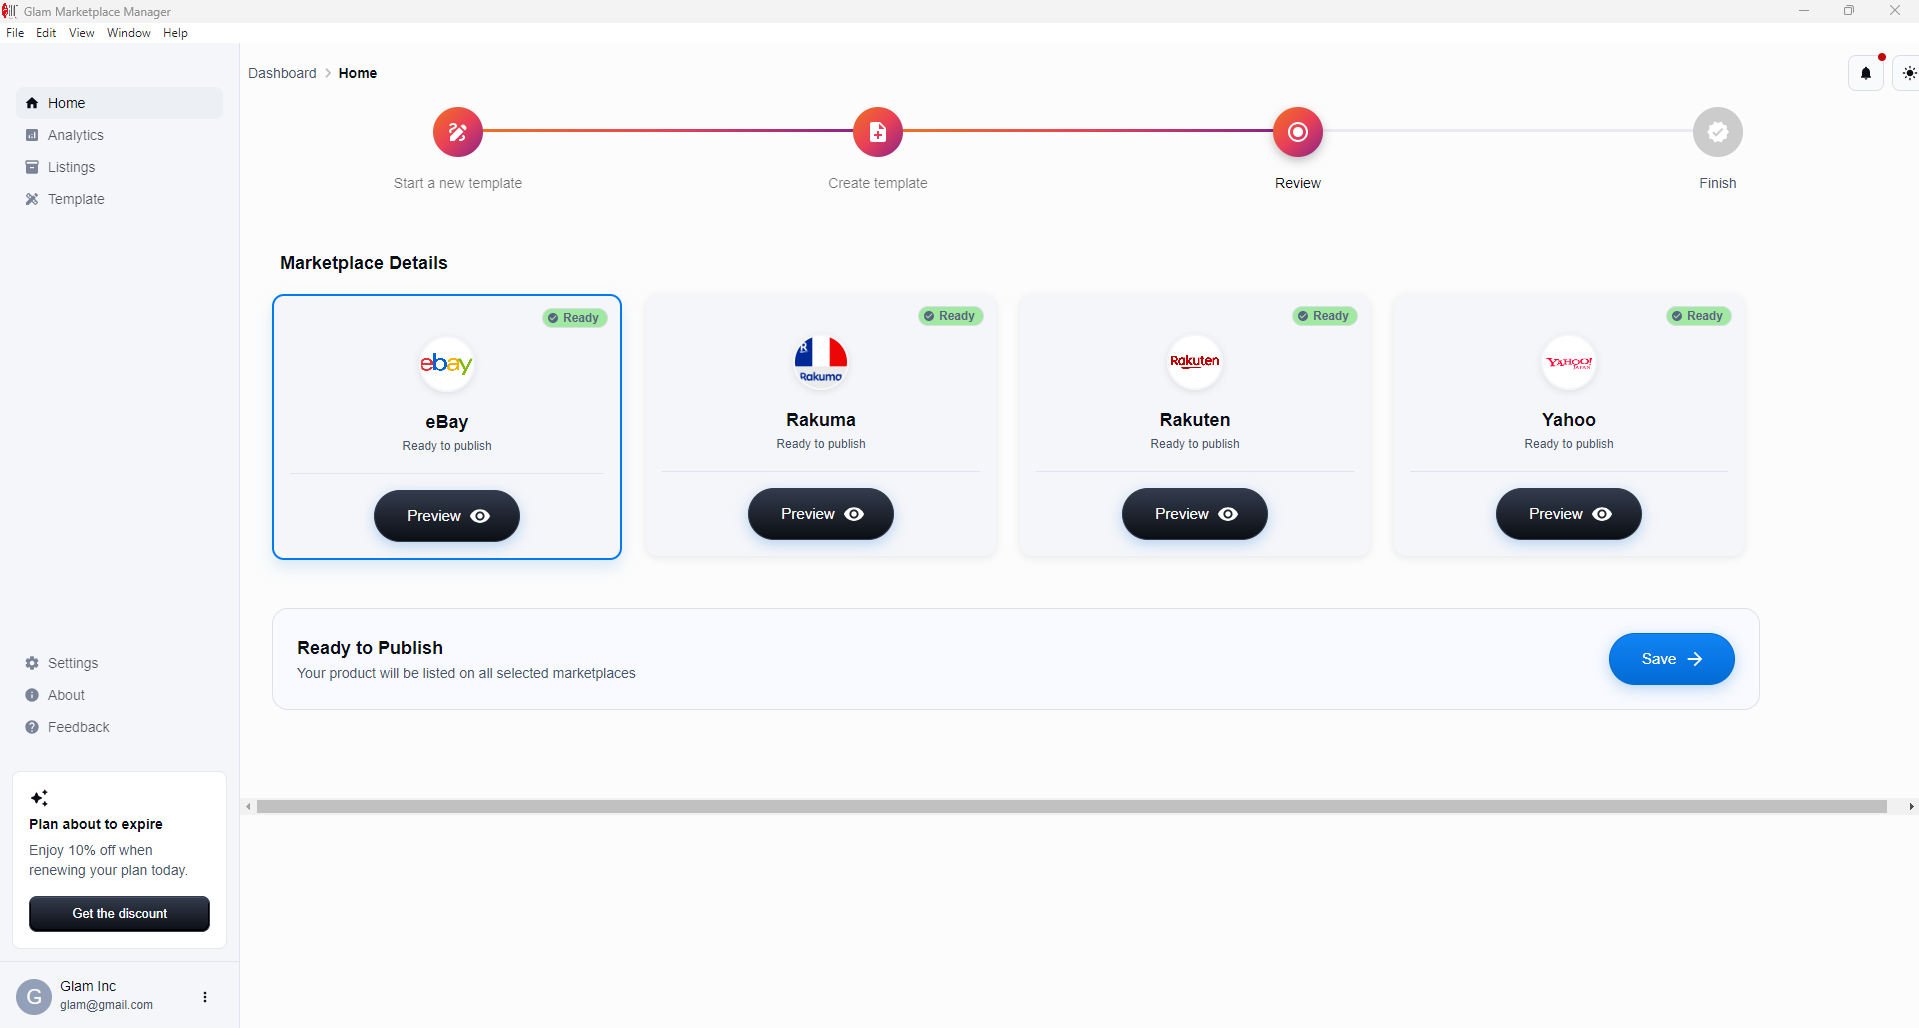 Glam Marketplace Manager
File Edit View Window Help
Dashboard Home
Home
Analytics
Listings
Template
Start a new template
Create template
Review
Finish
Marketplace Details
Ready
ebay
eBay
Ready to publish
Preview
Ready
R
Rakuma
Rakuma
Ready to publish
Preview
Ready
Rakuten
Rakuten
Ready to publish
Preview
Ready
YAHOO!
JAPAN
Yahoo
Ready to publish
Preview
Ready to Publish
Your product will be listed on all selected marketplaces
Save
Settings
About
Feedback
Plan about to expire
Enjoy 10% off when
renewing your plan today.
Get the discount
G
Glam Inc
glam@gmail.com